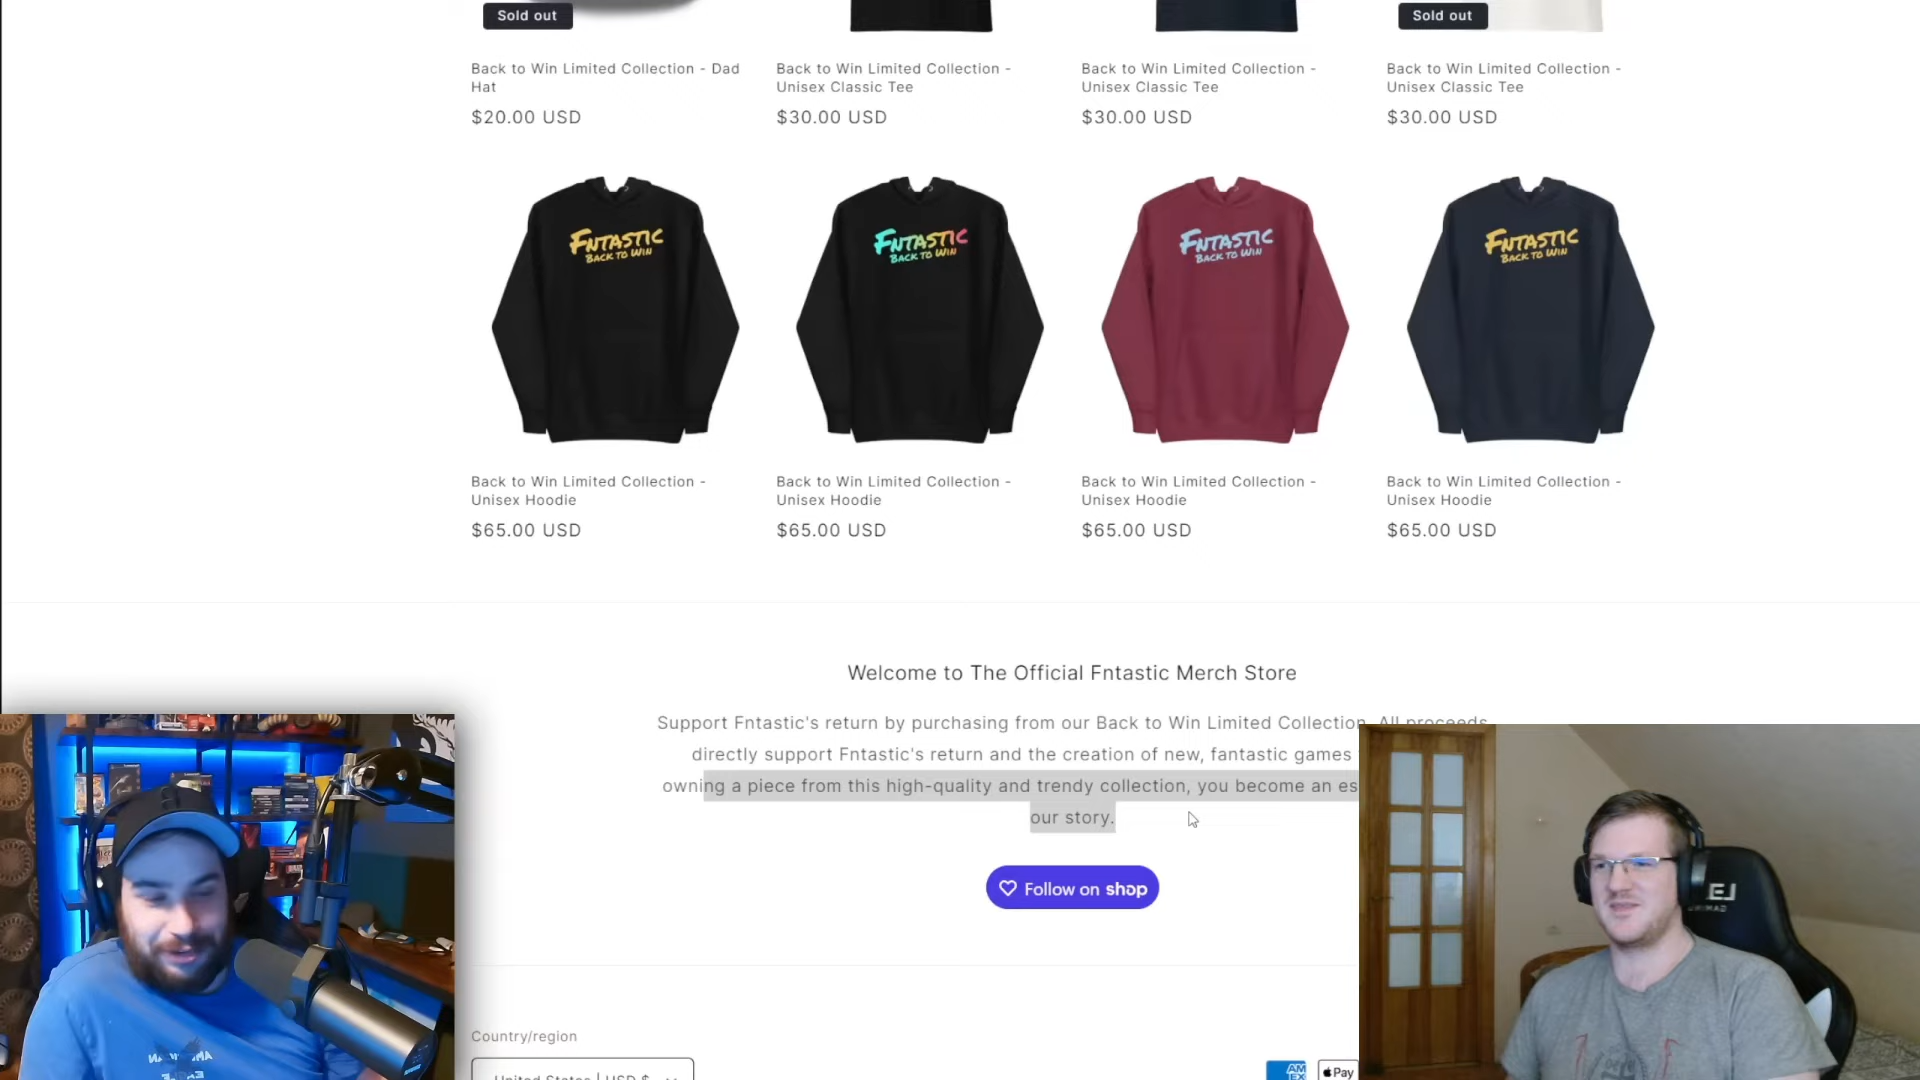 Sold out
Sold out
Back to Win Limited Collection - Dad
Hat
$20.00 USD
Back to Win Limited Collection -
Unisex Classic Tee
$30.00 USD
Back to Win Limited Collection -
Unisex Classic Tee
$30.00 USD
Back to Win Limited Collection -
Unisex Classic Tee
$30.00 USD
FNTASTIC
BACK TO WIN
FNTASTIC
BACK TO WIN
FNTASTIC
BACK TO WIN
FNTASTIC
BACK TO WIN
Back to Win Limited Collection -
Unisex Hoodie
$65.00 USD
Back to Win Limited Collection -
Unisex Hoodie
$65.00 USD
Back to Win Limited Collection -
Unisex Hoodie
$65.00 USD
Back to Win Limited Collection -
Unisex Hoodie
$65.00 USD
Welcome to The Official Fntastic Merch Store
Support Fntastic's return by purchasing from our Back to Win Limited Collection. All proceeds
directly support Fntastic's return and the creation of new, fantastic games
owning a piece from this high-quality and trendy collection, you become an es
our story.
Follow on shop
Country/region
United States | USD $
AM
EX
Pay